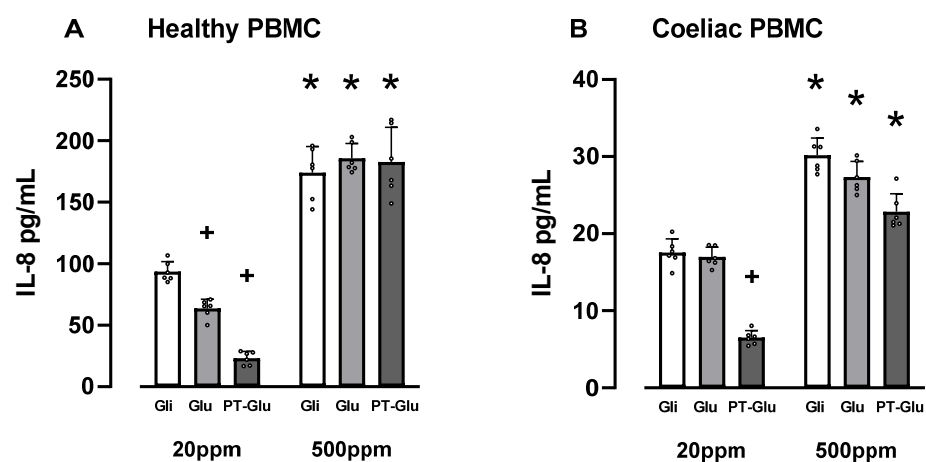 A Healthy PBMC
IL-8 pg/mL
250
200
150
100
50
0
+
+
* * *
Gli Glu PT-Glu Gli Glu PT-Glu
20ppm 500ppm
B Coeliac PBMC
IL-8 pg/mL
40
30
20
10
0
+
*
*
*
Gli Glu PT-Glu Gli Glu PT-Glu
20ppm 500ppm